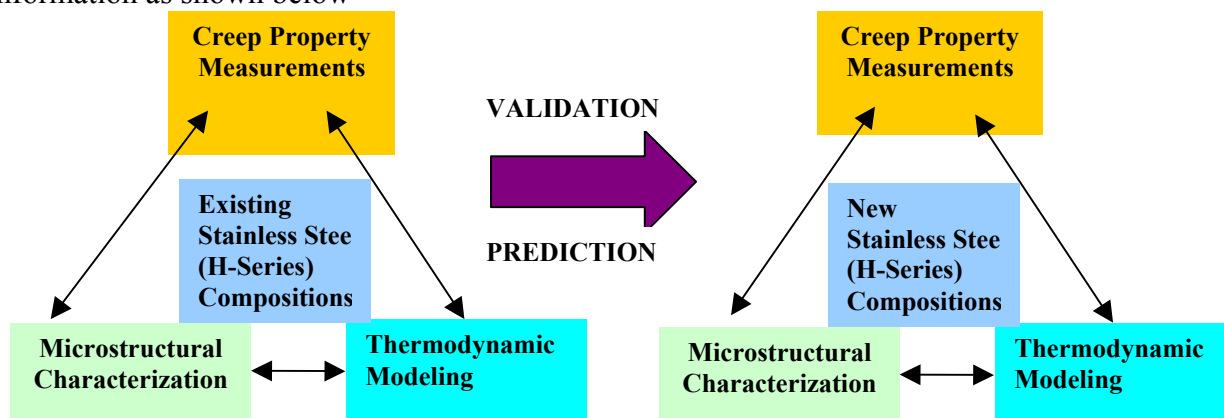 information as shown below
Creep Property
Measurements
Existing
Stainless Stee
(H-Series)
Compositions
Microstructural
Characterization
Thermodynamic
Modeling
VALIDATION
PREDICTION
Creep Property
Measurements
New
Stainless Stee
(H-Series)
Compositions
Microstructural
Characterization
Thermodynamic
Modeling